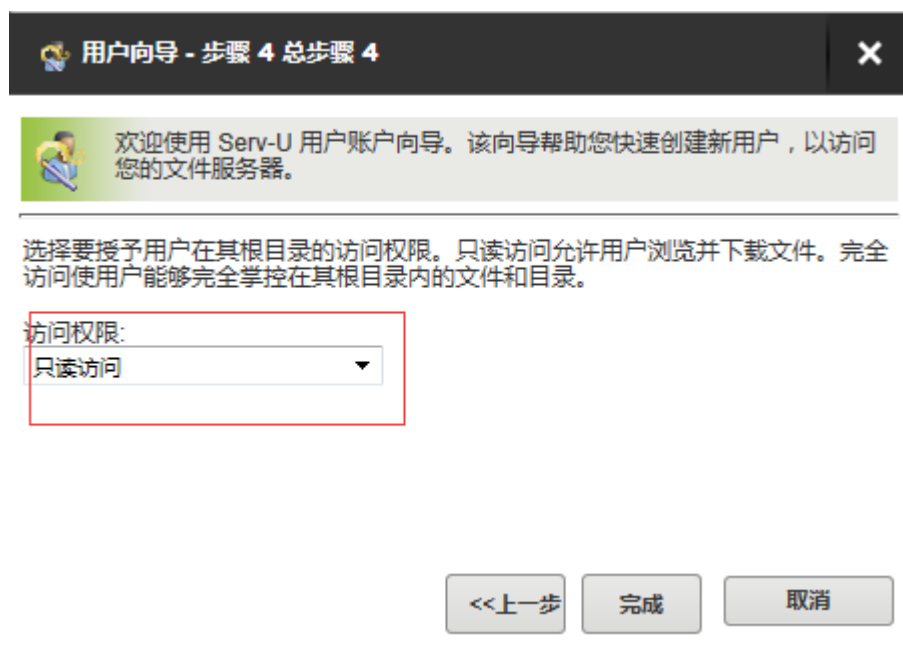 用户向导 - 步骤 4 总步骤 4
欢迎使用 Serv-U 用户账户向导。该向导帮助您快速创建新用户，以访问
您的文件服务器。
选择要授予用户在其根目录的访问权限。只读访问允许用户浏览并下载文件。完全
访问使用户能够完全掌控在其根目录内的文件和目录。
访问权限:
只读访问
<<上一步 完成 取消